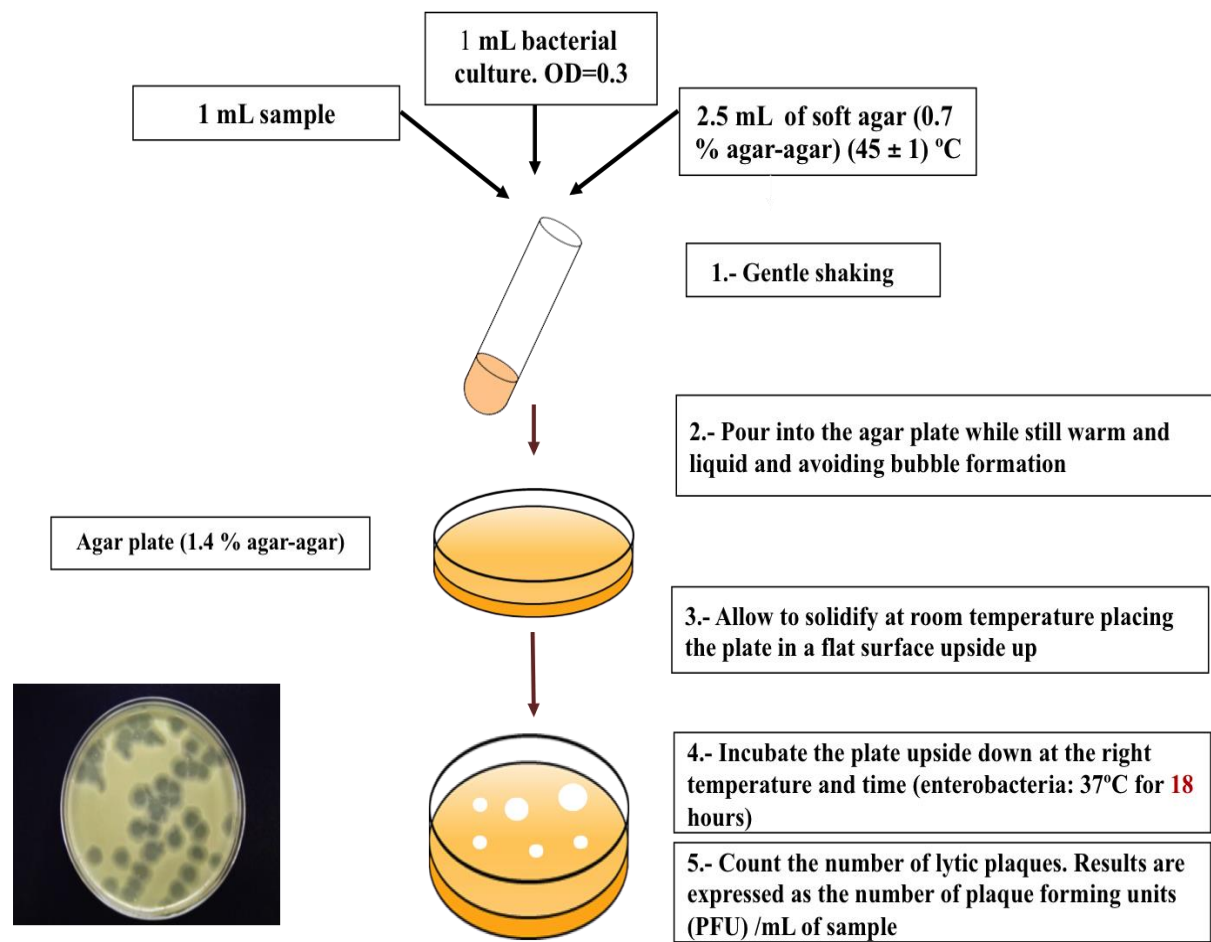 1 mL bacterial
culture. OD=0.3
1 mL sample
2.5 mL of soft agar (0.7
% agar-agar) (45 ± 1) ºC
1.- Gentle shaking
2.- Pour into the agar plate while still warm and
liquid and avoiding bubble formation
Agar plate (1.4 % agar-agar)
3.- Allow to solidify at room temperature placing
the plate in a flat surface upside up
4.- Incubate the plate upside down at the right
temperature and time (enterobacteria: 37ºC for 18
hours)
5.- Count the number of lytic plaques. Results are
expressed as the number of plaque forming units
(PFU) /mL of sample